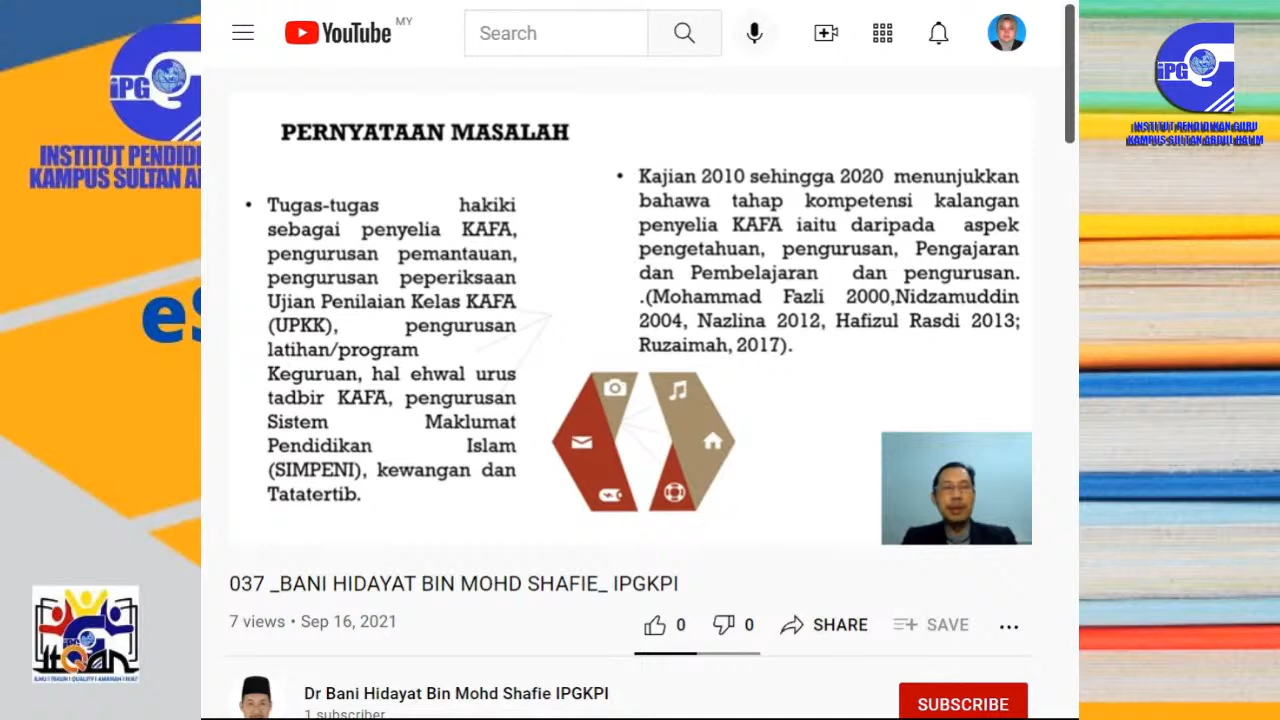 MY
YouTube
Search
iPG
INSTITUT PENDIDI
KAMPUS SULTAN A
iPG
INSTITUT PENDIDIKAN GURU
KAMPUS SULTAN ABDUL HALIM
PERNYATAAN MASALAH
• Tugas-tugas hakiki
sebagai penyelia KAFA,
pengurusan pemantauan,
pengurusan peperiksaan
Ujian Penilaian Kelas KAFA
(UPKK), pengurusan
latihan/program
Keguruan, hal ehwal urus
tadbir KAFA, pengurusan
Sistem Maklumat
Pendidikan Islam
(SIMPENI), kewangan dan
Tatatertib.
• Kajian 2010 sehingga 2020 menunjukkan
bahawa tahap kompetensi kalangan
penyelia KAFA iaitu daripada aspek
pengetahuan, pengurusan, Pengajaran
dan Pembelajaran dan pengurusan.
.(Mohammad Fazli 2000,Nidzamuddin
2004, Nazlina 2012, Hafizul Rasdi 2013;
Ruzaimah, 2017).
eS
037 _BANI HIDAYAT BIN MOHD SHAFIE_ IPGKPI
7 views • Sep 16, 2021
0
0
SHARE
SAVE
Dr Bani Hidayat Bin Mohd Shafie IPGKPI
1 subscriber
SUBSCRIBE
iPG
ItQan